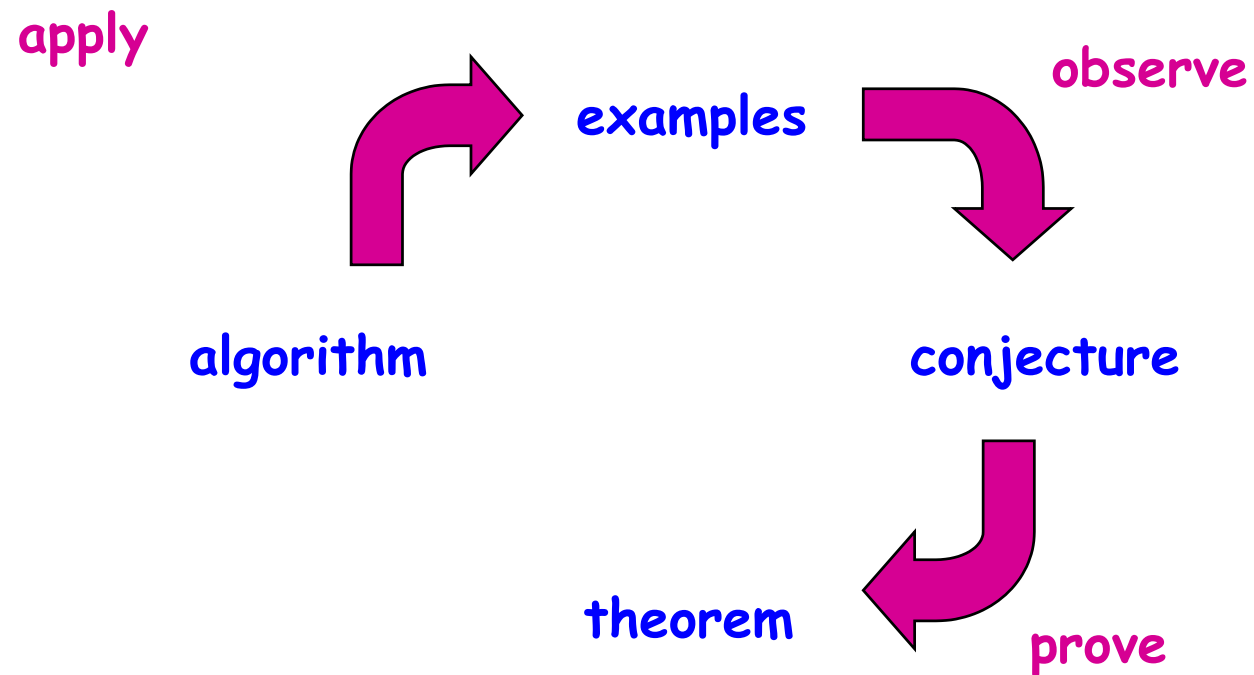 apply
observe
examples
algorithm
conjecture
theorem
prove